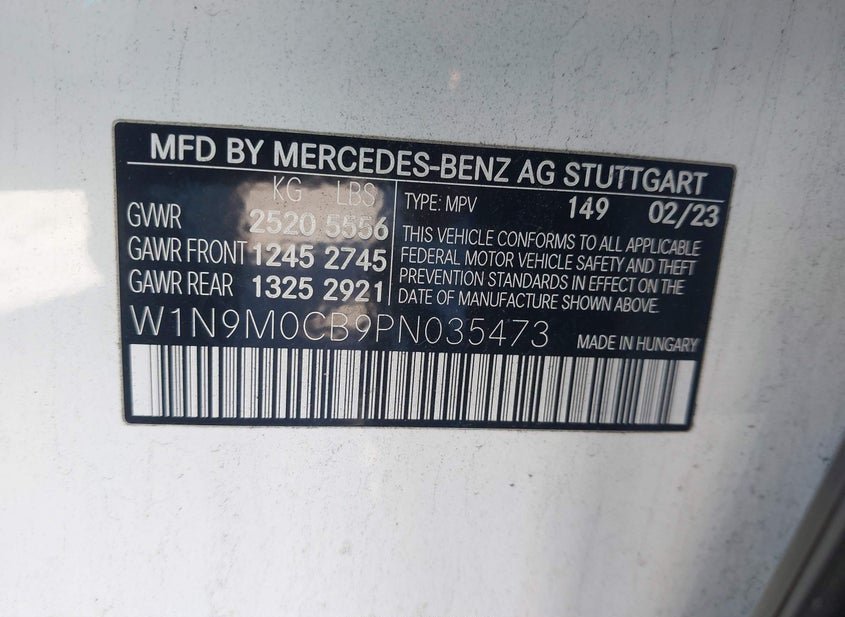 MFD BY MERCEDES-BENZ AG STUTTGART
KG LBS
GVWR 2520 5556
GAWR FRONT 1245 2745
GAWR REAR 1325 2921
TYPE: MPV 149 02/23
THIS VEHICLE CONFORMS TO ALL APPLICABLE
FEDERAL MOTOR VEHICLE SAFETY AND THEFT
PREVENTION STANDARDS IN EFFECT ON THE
DATE OF MANUFACTURE SHOWN ABOVE.
W1N9M0CB9PN035473
MADE IN HUNGARY